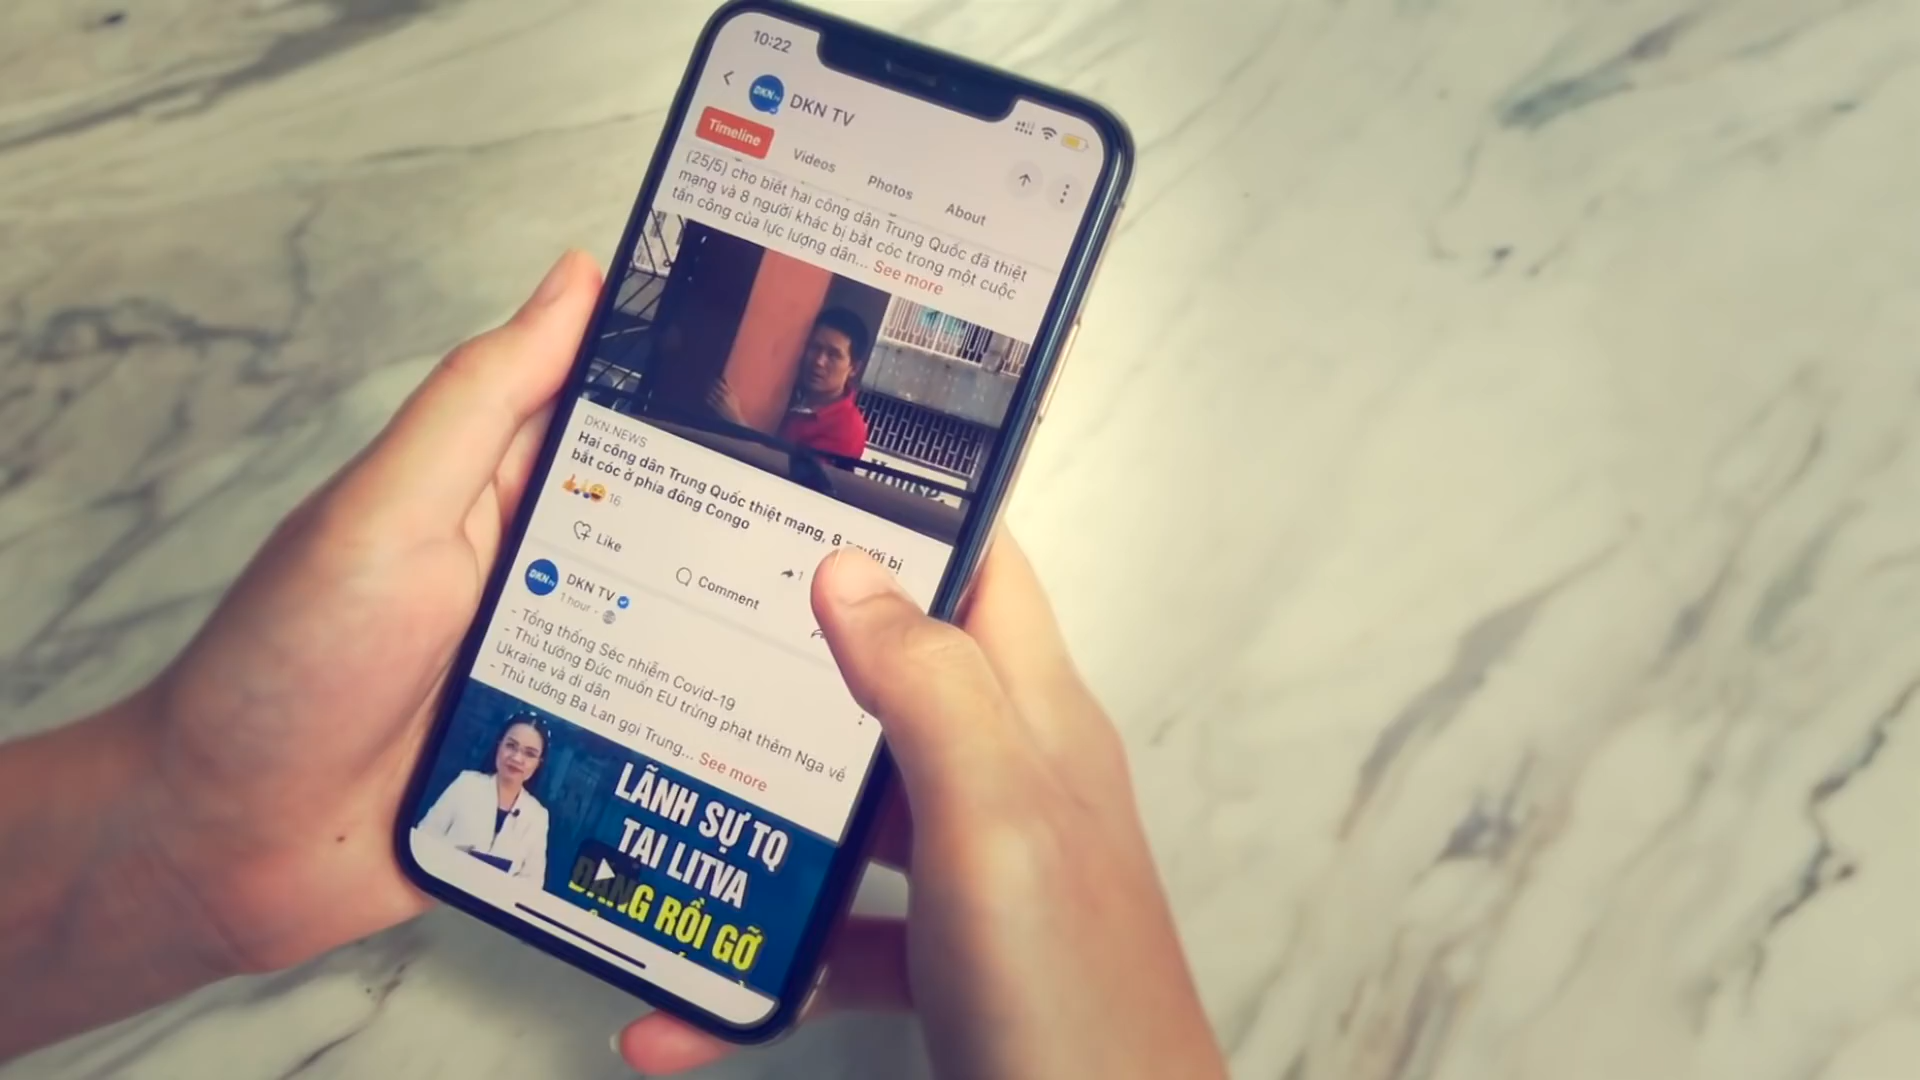 10:22
DKN TV
DKN TV
Timeline
Videos
Photos
About
(25/5) cho biết hai công dân Trung Quốc đã thiệt
mạng và 8 người khác bị bắt cóc trong một cuộc
tấn công của lực lượng dân... See more
DKN.NEWS
Hai công dân Trung Quốc thiệt mạng, 8 người bị
bắt cóc ở phía đông Congo
16
1
Like
Comment
DKN TV
DKN TV
1 hour
- Tổng thống Séc nhiễm Covid-19
- Thủ tướng Đức muốn EU trừng phạt thêm Nga về
Ukraine và di dân
- Thủ tướng Ba Lan gọi Trung... See more
LÃNH SỰ TQ
TẠI LITVA
ĐANG RỒI GỠ